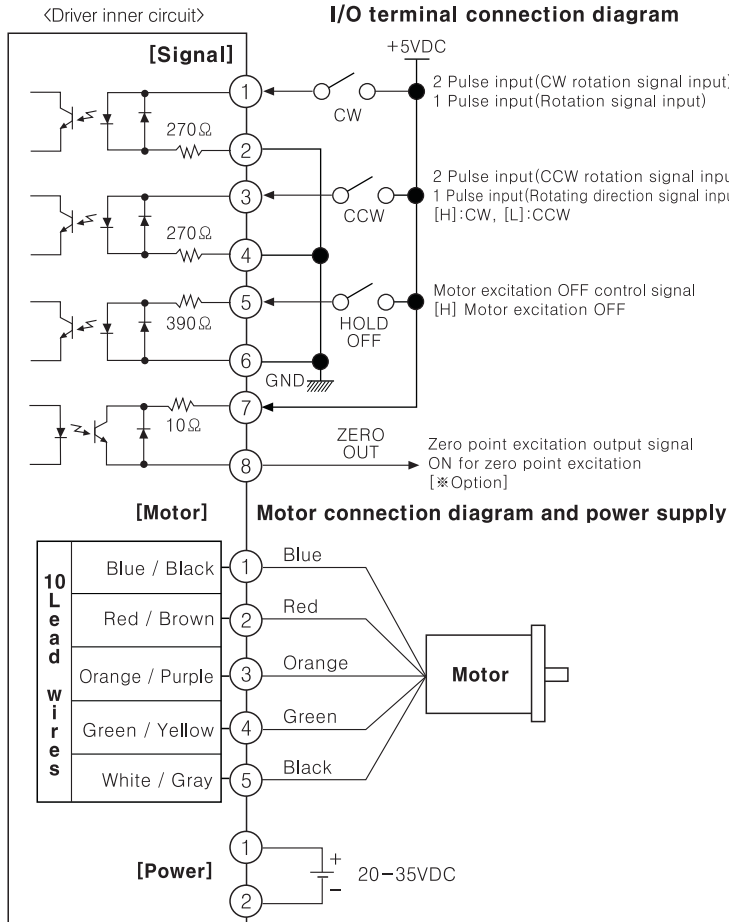 〈Driver inner circuit〉
I/O terminal connection diagram
[Signal]
+5VDC
1
CW
2 Pulse input(CW rotation signal input)
1 Pulse input(Rotation signal input)
270Ω
2
3
CCW
2 Pulse input(CCW rotation signal inpu
1 Pulse input(Rotating direction signal inpu
[H]:CW, [L]:CCW
270Ω
4
5
HOLD
OFF
Motor excitation OFF control signal
[H] Motor excitation OFF
390Ω
6
GND
7
10Ω
8
ZERO
OUT
Zero point excitation output signal
ON for zero point excitation
[※Option]
[Motor]
Motor connection diagram and power supply
10 Lead wires
Blue / Black
1
Blue
Red / Brown
2
Red
Orange / Purple
3
Orange
Green / Yellow
4
Green
White / Gray
5
Black
Motor
[Power]
1
2
+
−
20−35VDC